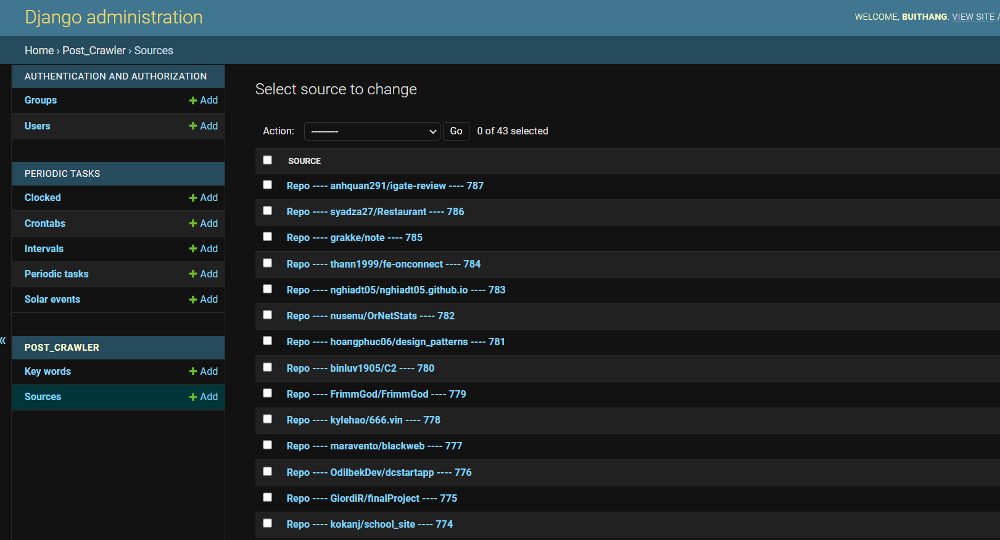 Django administration
WELCOME, BUITHANG. VIEW SITE /
Home › Post_Crawler › Sources
AUTHENTICATION AND AUTHORIZATION
Groups + Add
Users + Add
PERIODIC TASKS
Clocked + Add
Crontabs + Add
Intervals + Add
Periodic tasks + Add
Solar events + Add
«
POST_CRAWLER
Key words + Add
Sources + Add
Select source to change
Action: --------- Go 0 of 43 selected
SOURCE
Repo ---- anhquan291/igate-review ---- 787
Repo ---- syadza27/Restaurant ---- 786
Repo ---- grakke/note ---- 785
Repo ---- thann1999/fe-onconnect ---- 784
Repo ---- nghiadt05/nghiadt05.github.io ---- 783
Repo ---- nusenu/OrNetStats ---- 782
Repo ---- hoangphuc06/design_patterns ---- 781
Repo ---- binluv1905/C2 ---- 780
Repo ---- FrimmGod/FrimmGod ---- 779
Repo ---- kylehao/666.vin ---- 778
Repo ---- maravento/blackweb ---- 777
Repo ---- OdilbekDev/dcstartapp ---- 776
Repo ---- GiordiR/finalProject ---- 775
Repo ---- kokanj/school_site ---- 774